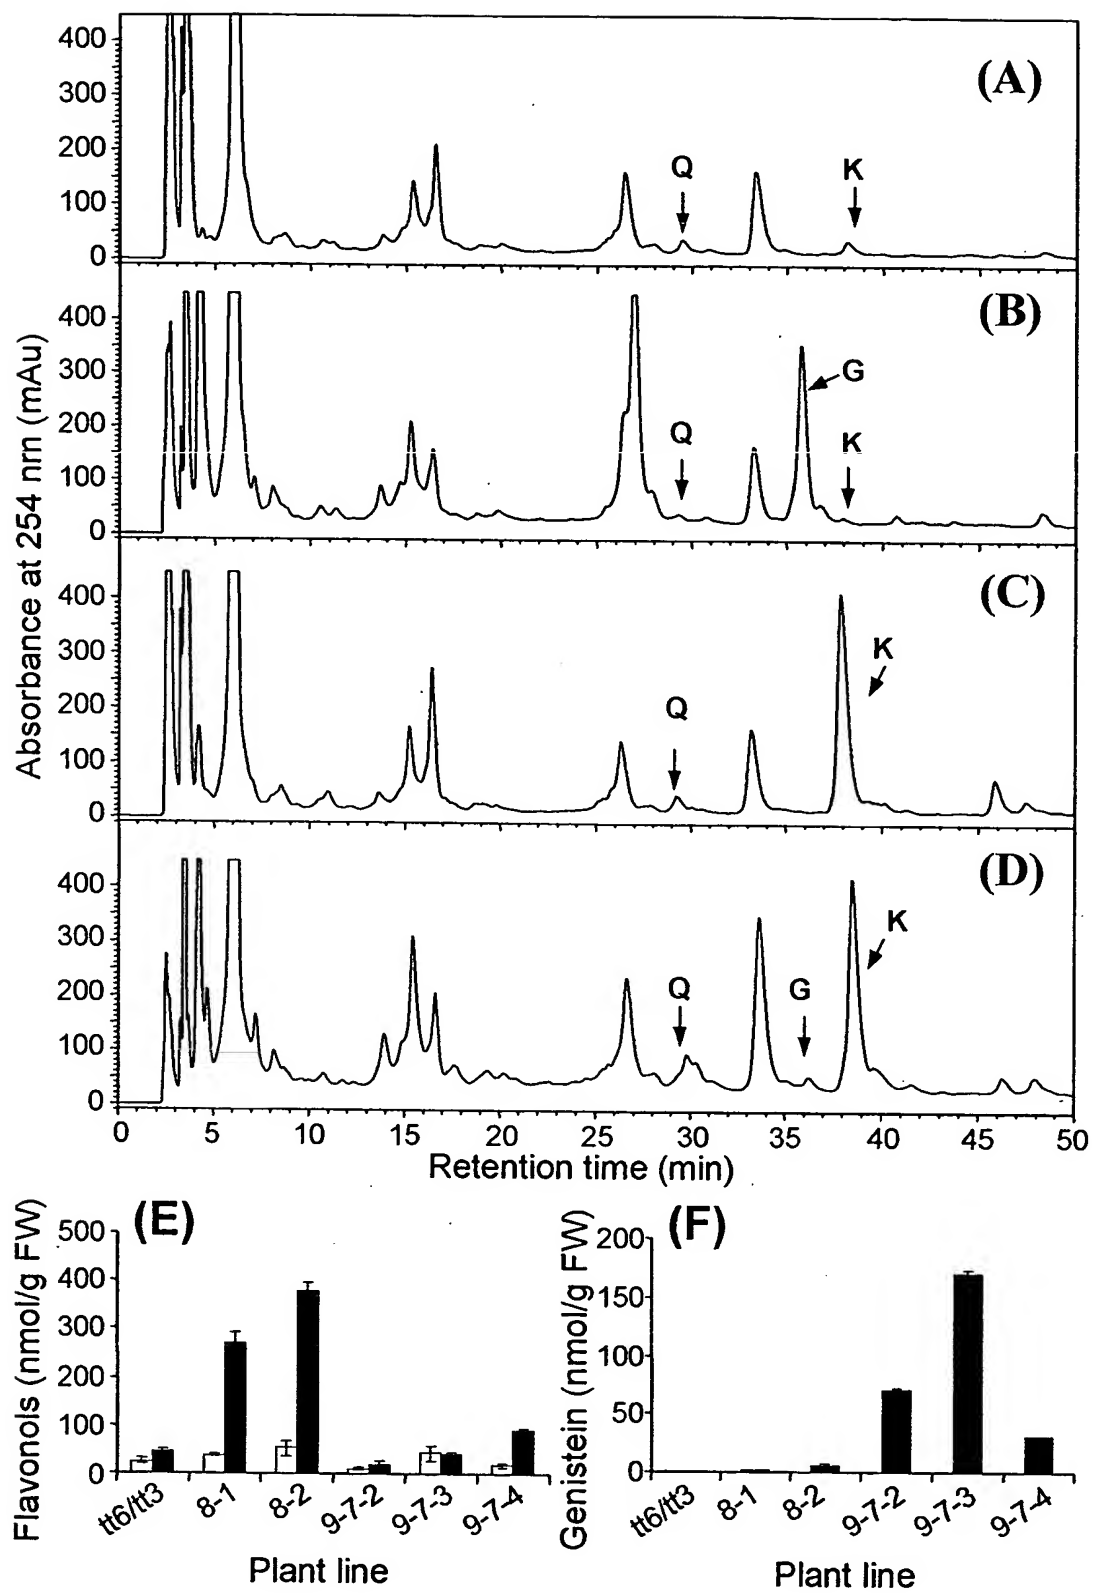 (A)
400
300
200
100
0
Q
K
(B)
400
300
200
100
0
Q
G
K
(C)
400
300
200
100
0
Q
K
(D)
400
300
200
100
0
Q
G
K
Absorbance at 254 nm (mAu)
0 5 10 15 20 25 30 35 40 45 50
Retention time (min)
(E)
500
400
300
200
100
0
Flavonols (nmol/g FW)
tt6/tt3 8-1 8-2 9-7-2 9-7-3 9-7-4
Plant line
(F)
200
150
100
50
0
Genistein (nmol/g FW)
tt6/tt3 8-1 8-2 9-7-2 9-7-3 9-7-4
Plant line